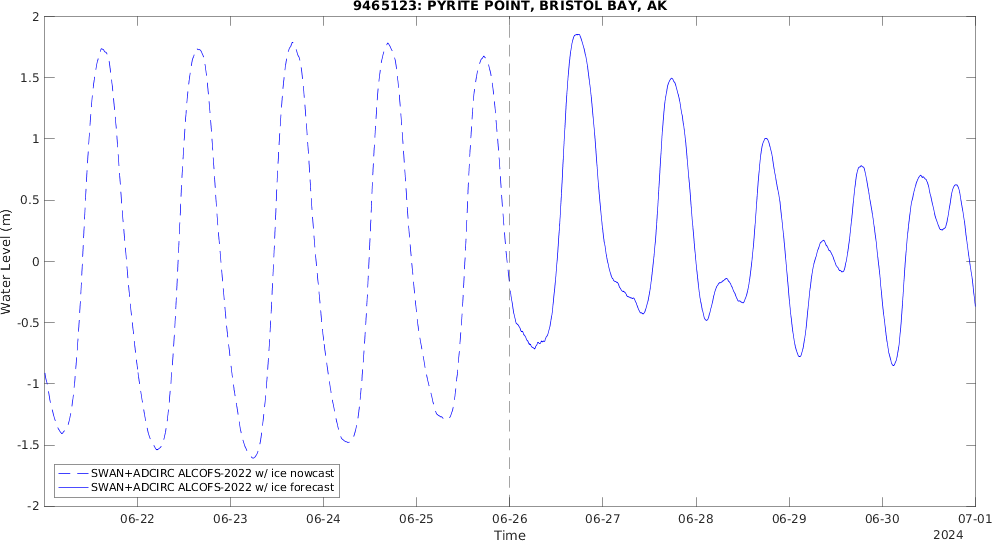 9465123: PYRITE POINT, BRISTOL BAY, AK
2
1.5
1
0.5
0
-0.5
-1
-1.5
-2
Water Level (m)
SWAN+ADCIRC ALCOFS-2022 w/ ice nowcast
SWAN+ADCIRC ALCOFS-2022 w/ ice forecast
06-22 06-23 06-24 06-25 06-26 06-27 06-28 06-29 06-30 07-01
Time
2024